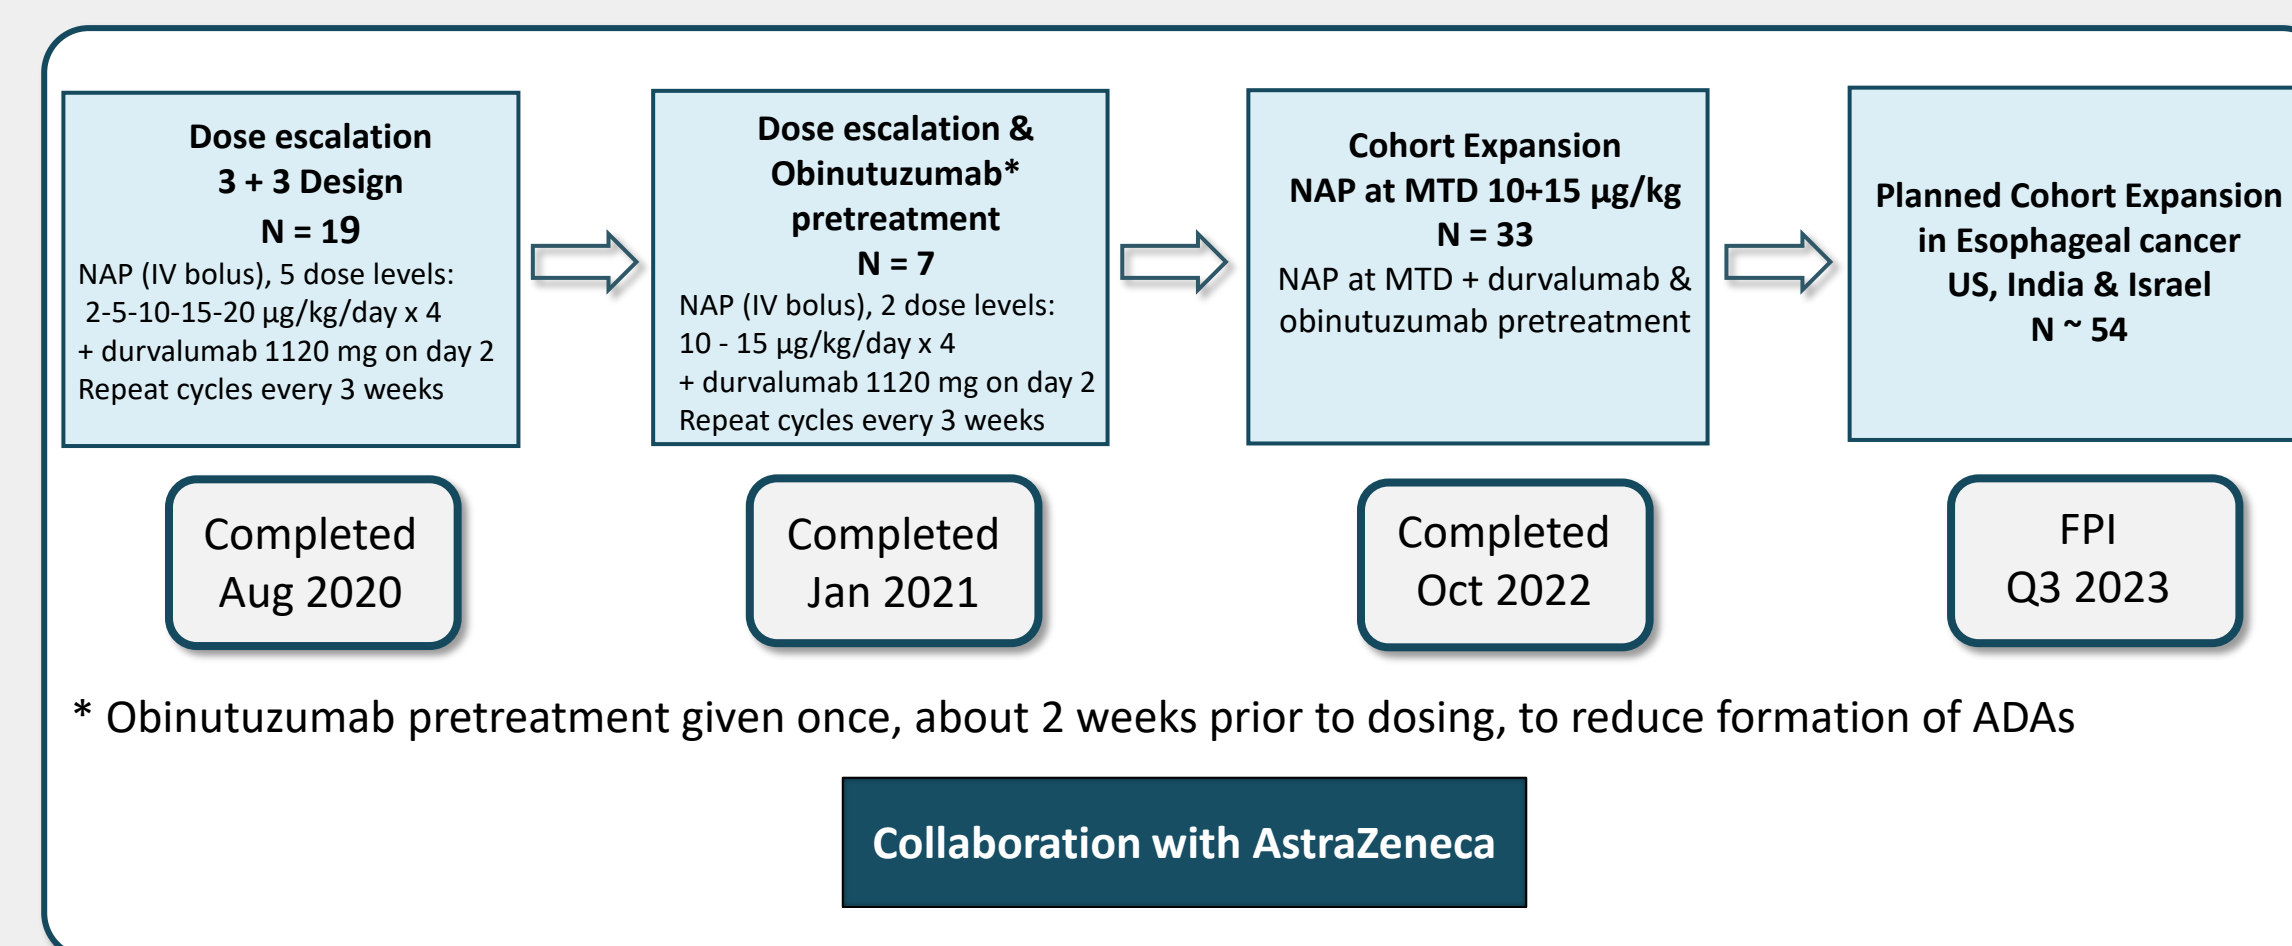 Dose escalation
3 + 3 Design
N = 19
NAP (IV bolus), 5 dose levels:
2-5-10-15-20 µg/kg/day x 4
+ durvalumab 1120 mg on day 2
Repeat cycles every 3 weeks
Dose escalation &
Obinutuzumab*
pretreatment
N = 7
NAP (IV bolus), 2 dose levels:
10 - 15 µg/kg/day x 4
+ durvalumab 1120 mg on day 2
Repeat cycles every 3 weeks
Cohort Expansion
NAP at MTD 10+15 µg/kg
N = 33
NAP at MTD + durvalumab &
obinutuzumab pretreatment
Planned Cohort Expansion
in Esophageal cancer
US, India & Israel
N ~ 54
Completed
Aug 2020
Completed
Jan 2021
Completed
Oct 2022
FPI
Q3 2023
* Obinutuzumab pretreatment given once, about 2 weeks prior to dosing, to reduce formation of ADAs
Collaboration with AstraZeneca